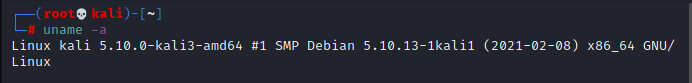 ┌──(root💀kali)-[~]
└─# uname -a
Linux kali 5.10.0-kali3-amd64 #1 SMP Debian 5.10.13-1kali1 (2021-02-08) x86_64 GNU/
Linux